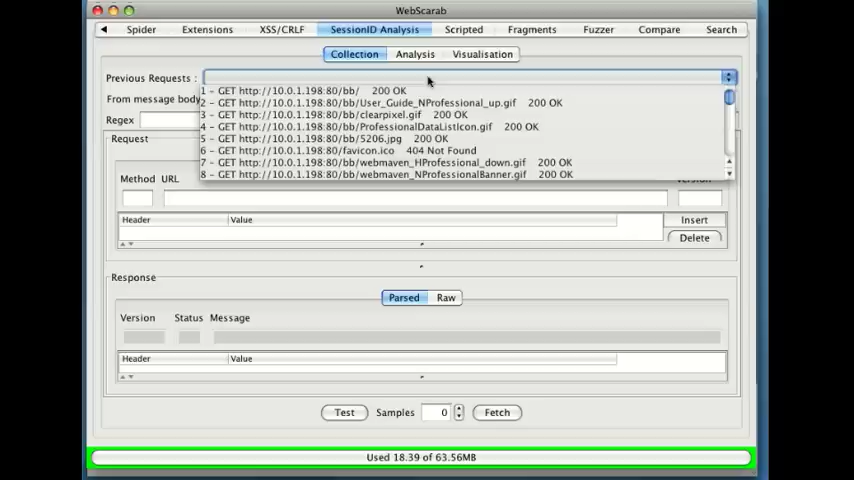 WebScarab
Spider Extensions XSS/CRLF SessionID Analysis Scripted Fragments Fuzzer Compare Search
Collection Analysis Visualisation
Previous Requests :
1 - GET http://10.0.1.198:80/bb/ 200 OK
From message body
2 - GET http://10.0.1.198:80/bb/User_Guide_NProfessional_up.gif 200 OK
3 - GET http://10.0.1.198:80/bb/clearpixel.gif 200 OK
Regex
4 - GET http://10.0.1.198:80/bb/ProfessionalDataListIcon.gif 200 OK
Request
5 - GET http://10.0.1.198:80/bb/5206.jpg 200 OK
6 - GET http://10.0.1.198:80/favicon.ico 404 Not Found
7 - GET http://10.0.1.198:80/bb/webmaven_HProfessional_down.gif 200 OK
8 - GET http://10.0.1.198:80/bb/webmaven_NProfessionalBanner.gif 200 OK
Method URL
Header Value Insert
Delete
Response
Parsed Raw
Version Status Message
Header Value
Test Samples 0 Fetch
Used 18.39 of 63.56MB